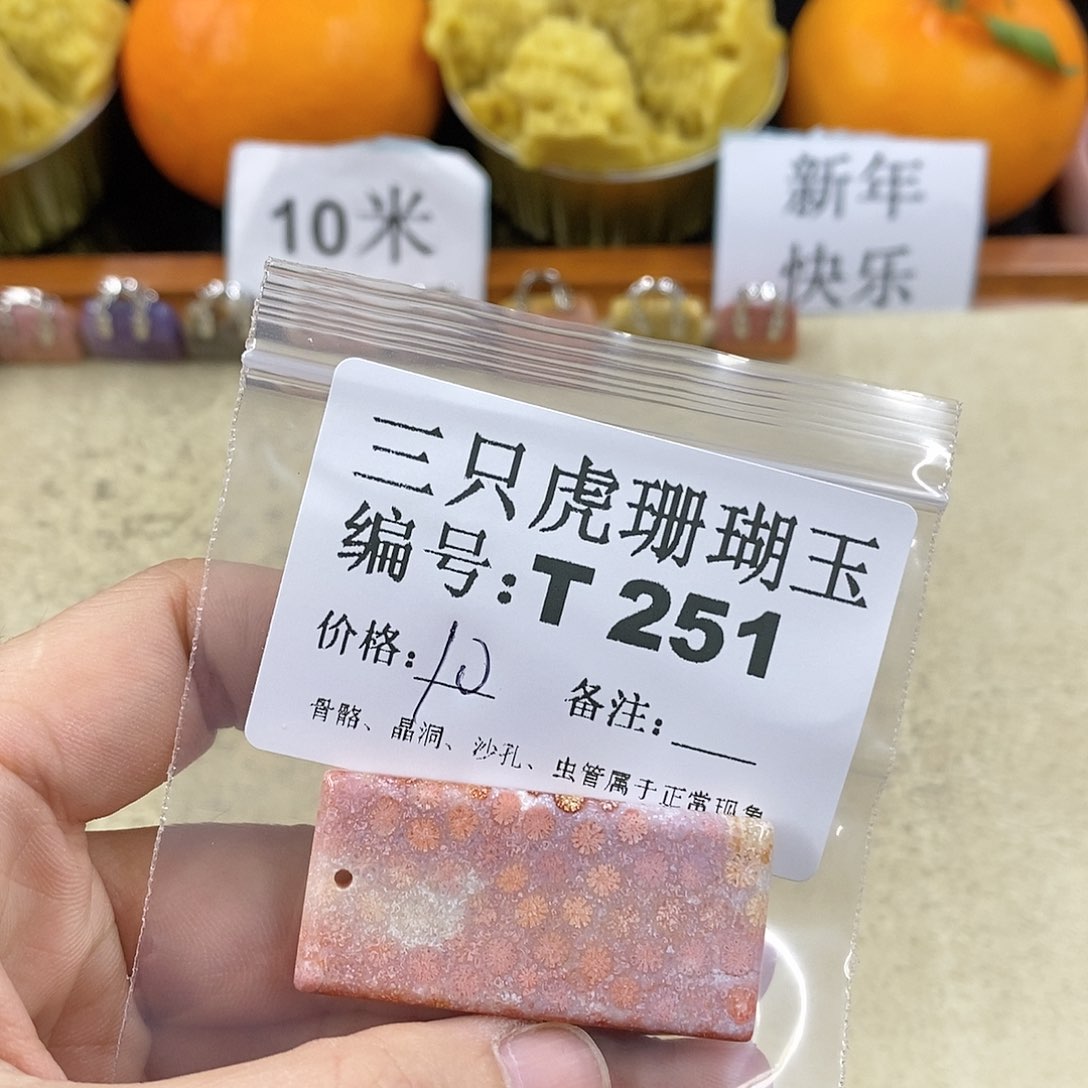 10米
新年
快乐
三只虎珊瑚玉
编号:T 251
价格:10
备注:
骨骼、晶洞、沙孔、虫管属于正常现象